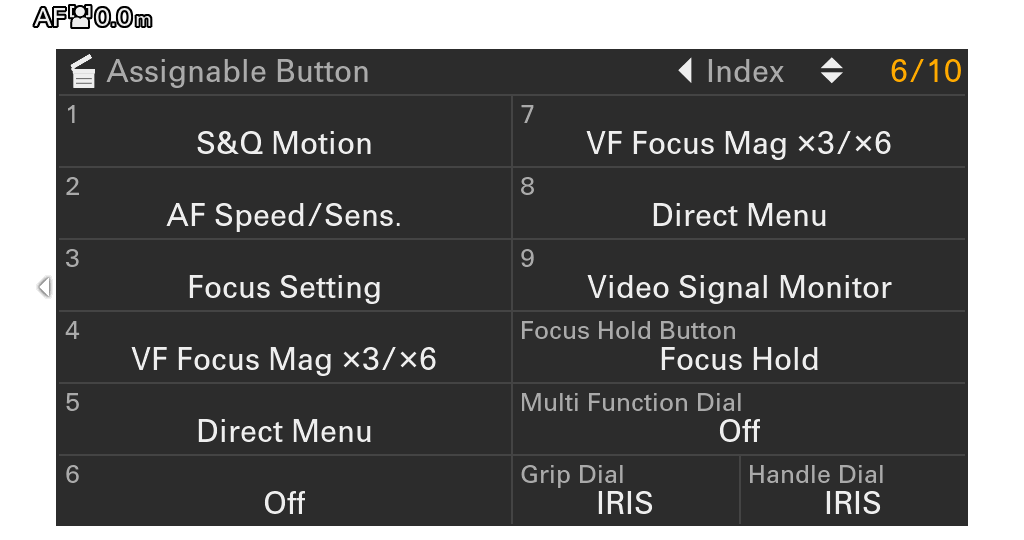 AF 0.0m
Assignable Button Index 6/10
1
S&Q Motion
2
AF Speed/Sens.
3
Focus Setting
4
VF Focus Mag ×3/×6
5
Direct Menu
6
Off
7
VF Focus Mag ×3/×6
8
Direct Menu
9
Video Signal Monitor
Focus Hold Button
Focus Hold
Multi Function Dial
Off
Grip Dial
IRIS
Handle Dial
IRIS